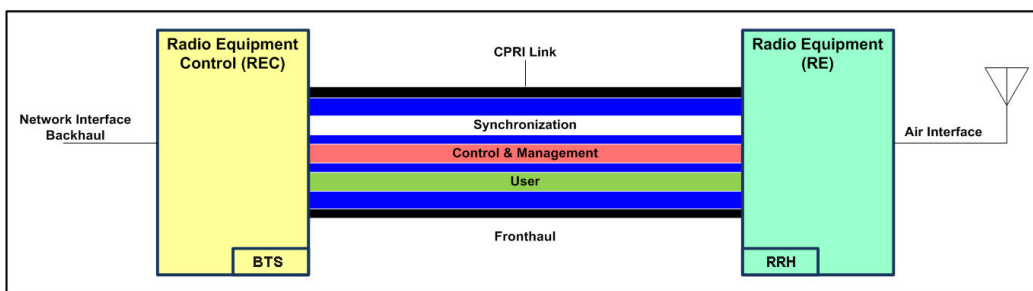 Radio Equipment
Control (REC)
CPRI Link
Radio Equipment
(RE)
Network Interface
Backhaul
Synchronization
Control & Management
User
Air Interface
Fronthaul
BTS
RRH